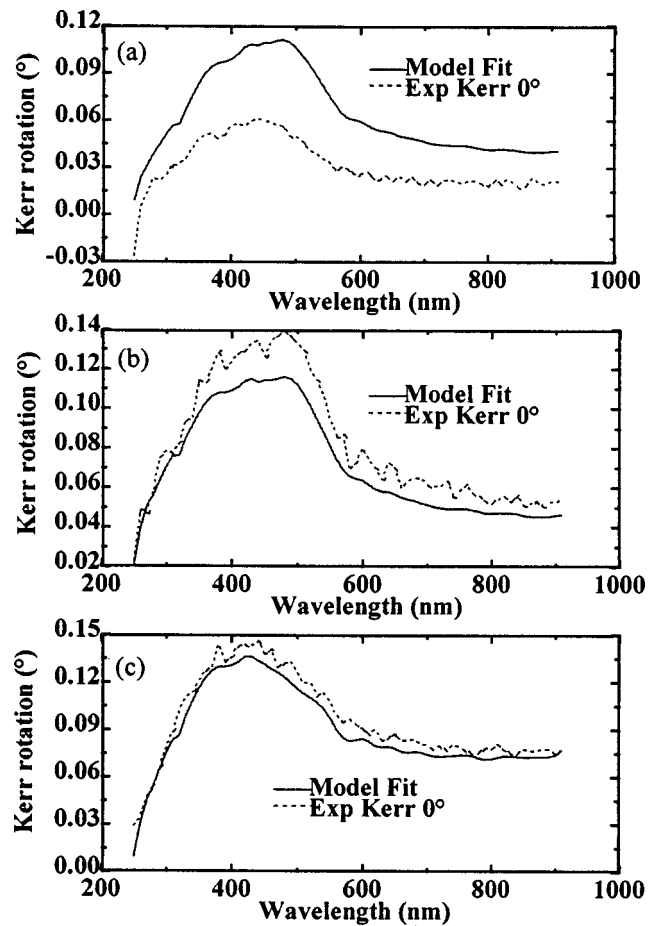 0.12
(a)
Model Fit
Exp Kerr 0°
0.09
0.06
0.03
0.00
-0.03
Kerr rotation (°)
200 400 600 800 1000
Wavelength (nm)
0.14
(b)
Model Fit
Exp Kerr 0°
0.12
0.10
0.08
0.06
0.04
0.02
Kerr rotation (°)
200 400 600 800 1000
Wavelength (nm)
0.15
(c)
0.12
0.09
0.06
Model Fit
Exp Kerr 0°
0.03
0.00
Kerr rotation (°)
200 400 600 800 1000
Wavelength (nm)